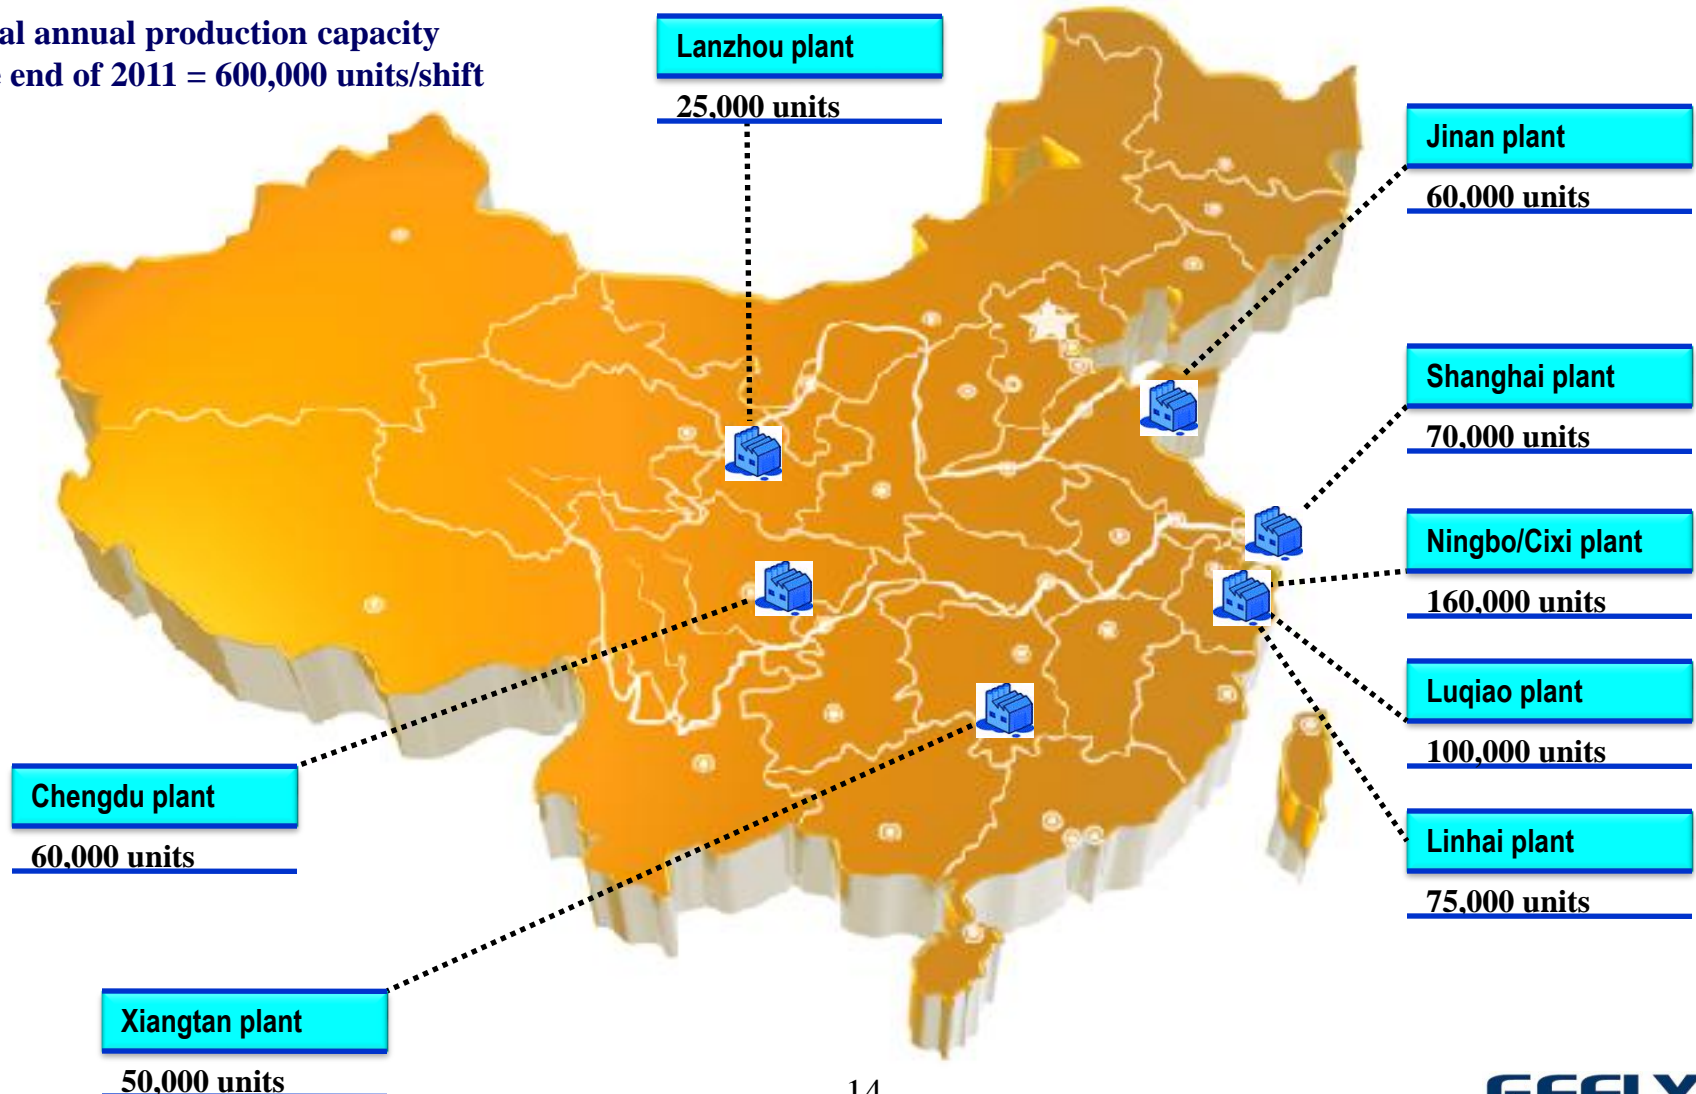 al annual production capacity
end of 2011 = 600,000 units/shift
Lanzhou plant
25,000 units
Jinan plant
60,000 units
Shanghai plant
70,000 units
Ningbo/Cixi plant
160,000 units
Luqiao plant
100,000 units
Linhai plant
75,000 units
Chengdu plant
60,000 units
Xiangtan plant
50,000 units
14
GEELY